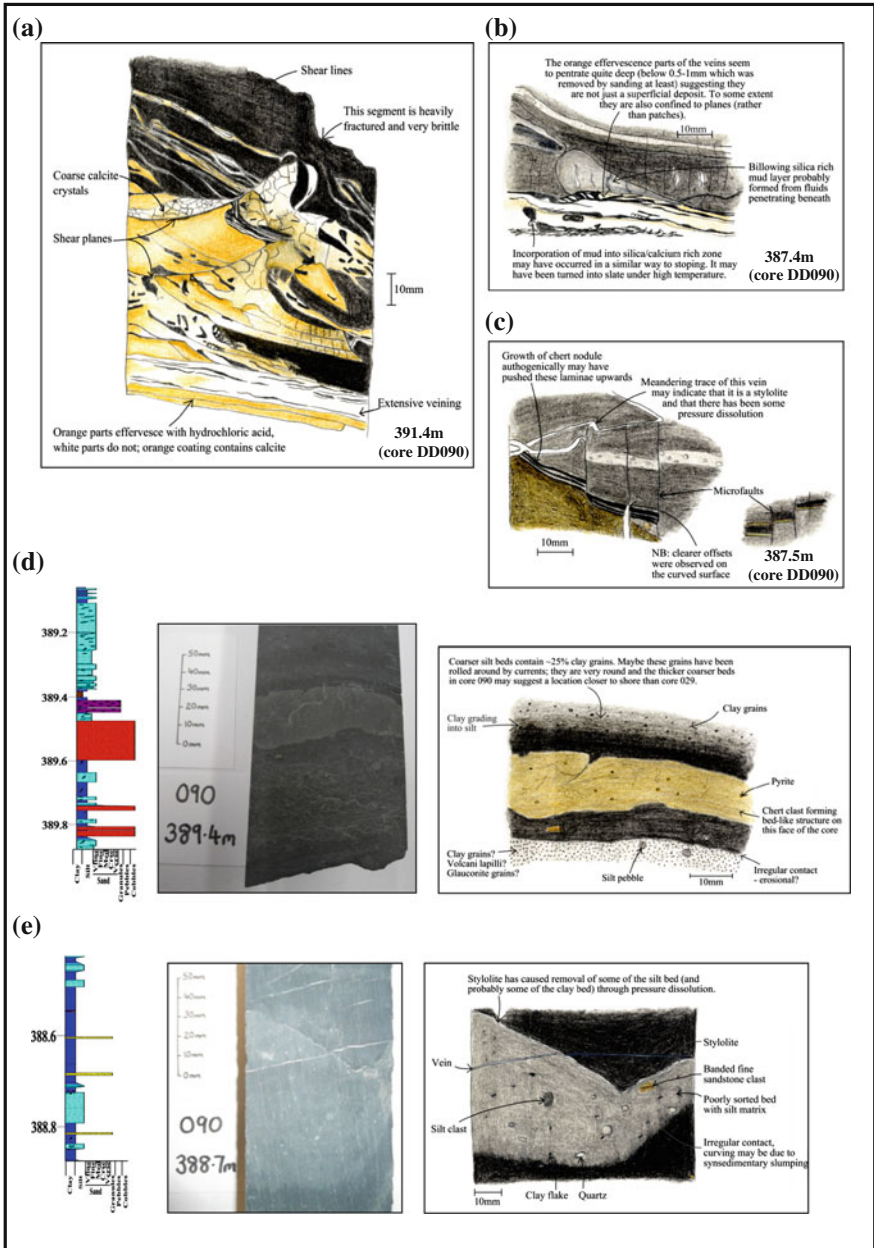 (a)
Shear lines
This segment is heavily
fractured and very brittle
Coarse calcite
crystals
Shear planes
10mm
Extensive veining
Orange parts effervesce with hydrochloric acid,
white parts do not; orange coating contains calcite
391.4m
(core DD090)
(b)
The orange effervescence parts of the veins seem
to pentrate quite deep (below 0.5-1mm which was
removed by sanding at least) suggesting they
are not just a superficial deposit. To some extent
they are also confined to planes (rather
than patches).
10mm
Billowing silica rich
mud layer probably
formed from fluids
penetrating beneath
Incorporation of mud into silica/calcium rich zone
may have occurred in a similar way to stoping. It may
have been turned into slate under high temperature.
387.4m
(core DD090)
(c)
Growth of chert nodule
authogenically may have
pushed these laminae upwards
Meandering trace of this vein
may indicate that it is a stylolite
and that there has been some
pressure dissolution
Microfaults
10mm
NB: clearer offsets
were observed on
the curved surface
387.5m
(core DD090)
(d)
389.2
389.4
389.6
389.8
Clay
Silt
Sand
Granules
Pebbles
Cobbles
50mm
40mm
30mm
20mm
10mm
0mm
090
389.4m
Coarser silt beds contain ~25% clay grains. Maybe these grains have been
rolled around by currents; they are very round and the thicker coarser beds
in core 090 may suggest a location closer to shore than core 029.
Clay grading
into silt
Clay grains
Pyrite
Chert clast forming
bed-like structure on
this face of the core
Clay grains?
Volcani lapilli?
Glauconite grains?
Silt pebble
10mm
Irregular contact
- erosional?
(e)
388.6
388.8
Clay
Silt
Sand
Granules
Pebbles
Cobbles
50mm
40mm
30mm
20mm
10mm
0mm
090
388.7m
Stylolite has caused removal of some of the silt bed (and
probably some of the clay bed) through pressure dissolution.
Vein
Stylolite
Banded fine
sandstone clast
Silt clast
Poorly sorted bed
with silt matrix
Irregular contact,
curving may be due to
synsedimentary slumping
10mm
Clay flake
Quartz